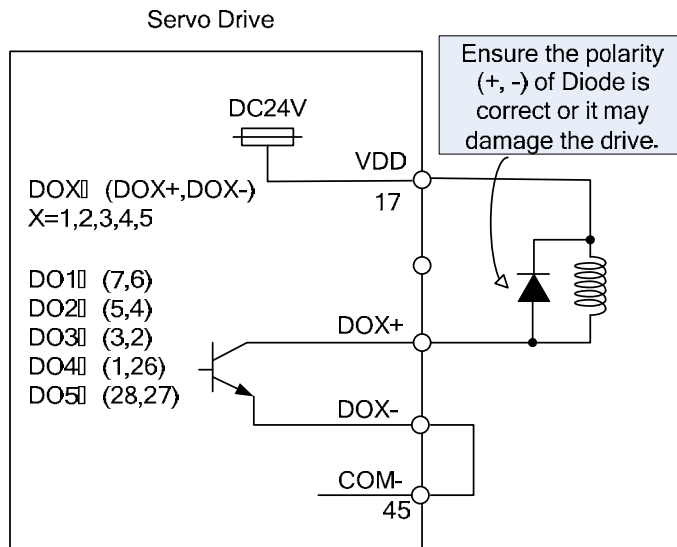 Servo Drive
Ensure the polarity
(+, -) of Diode is
correct or it may
damage the drive.
DC24V
VDD
17
DOX▯ (DOX+,DOX-)
X=1,2,3,4,5
DO1▯ (7,6)
DO2▯ (5,4)
DO3▯ (3,2)
DO4▯ (1,26)
DO5▯ (28,27)
DOX+
DOX-
COM-
45